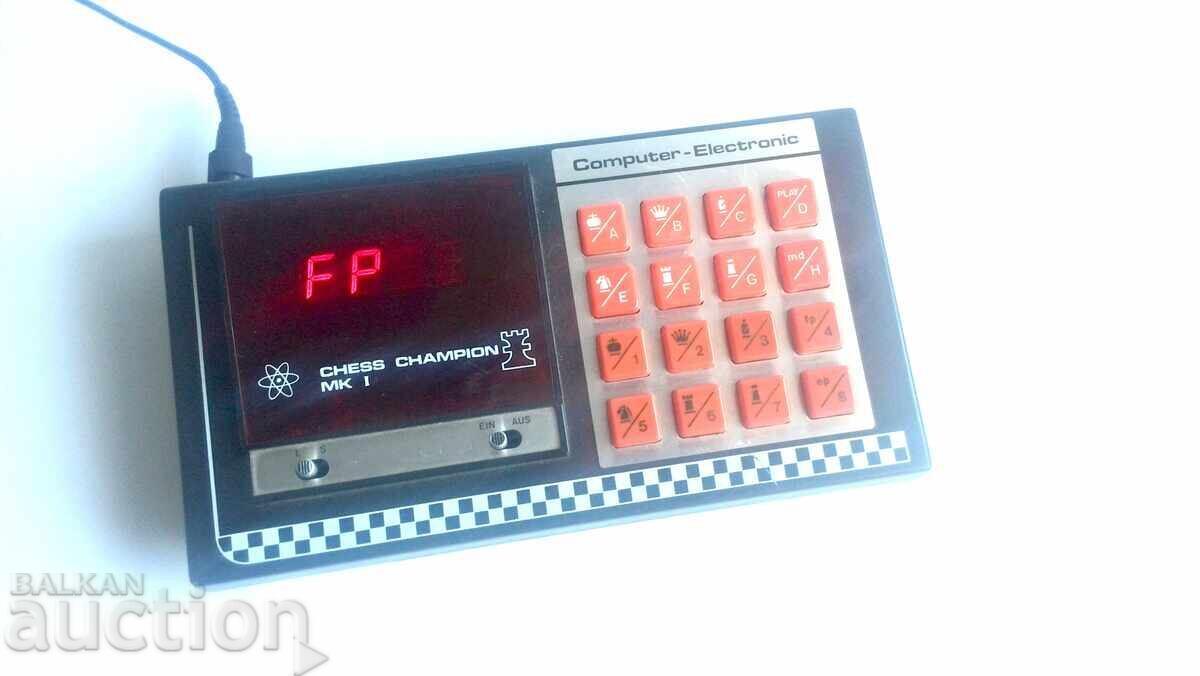 Computer-Electronic
FP
CHESS CHAMPION
MK I
EIN AUS
L S
A
B
C
PLAY/D
E
F
G
md/H
1
2
3
fp/4
5
6
7
ep/8
BALKAN
auction